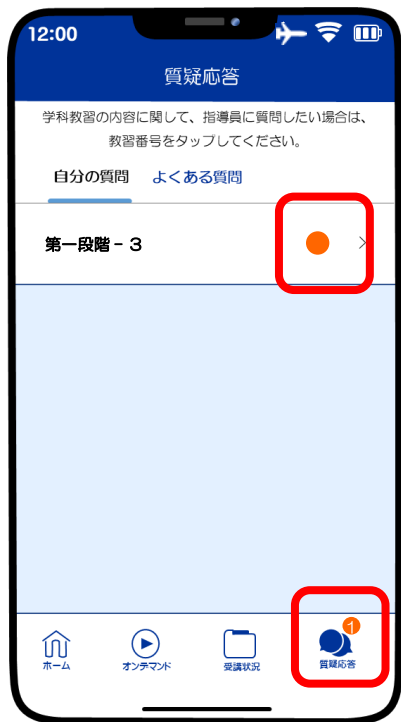 12:00
質疑応答
学科教習の内容に関して、指導員に質問したい場合は、
教習番号をタップしてください。
自分の質問 よくある質問
第一段階-3
1
ホーム オンデマンド 受講状況 質疑応答